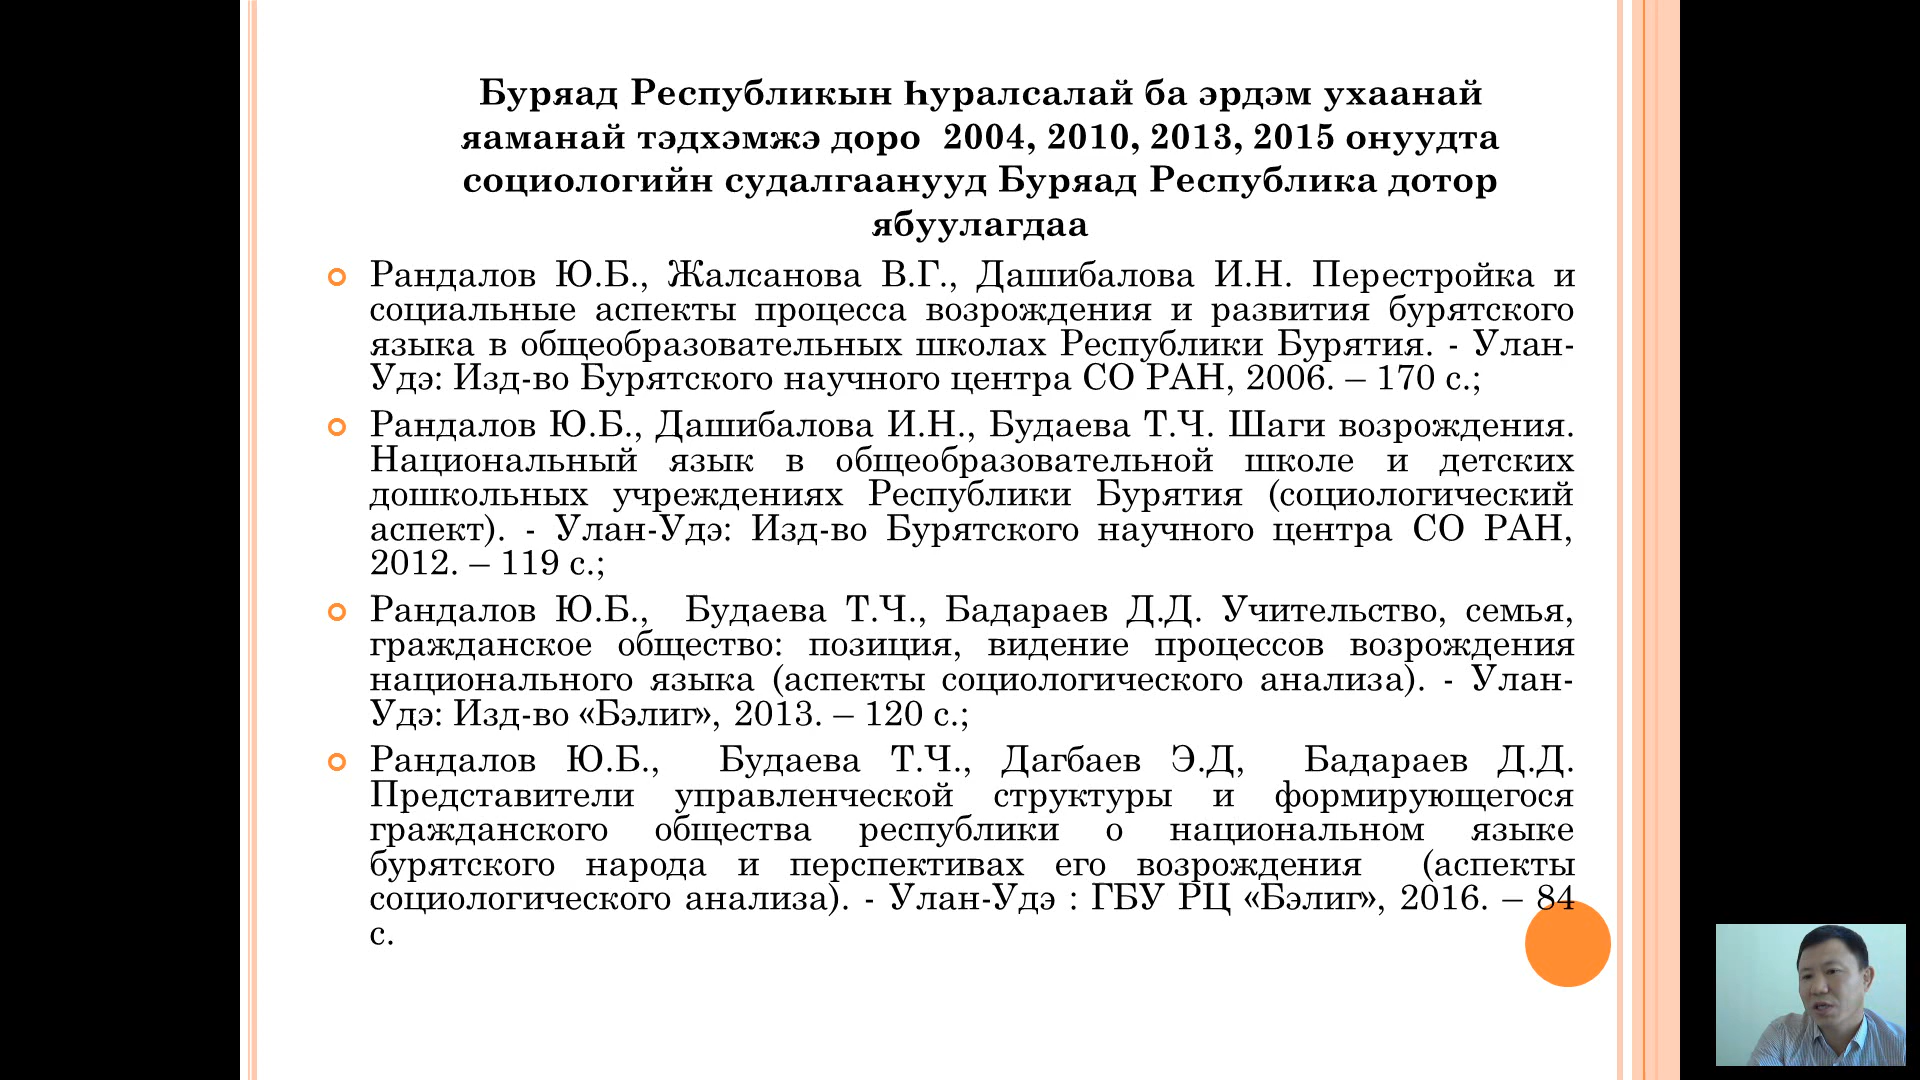 Буряад Республикын Һуралсалай ба эрдэм ухаанай
яаманай тэдхэмжэ доро 2004, 2010, 2013, 2015 онуудта
социологийн судалгаанууд Буряад Республика дотор
ябуулагдаа
Рандалов Ю.Б., Жалсанова В.Г., Дашибалова И.Н. Перестройка и
социальные аспекты процесса возрождения и развития бурятского
языка в общеобразовательных школах Республики Бурятия. - Улан-
Удэ: Изд-во Бурятского научного центра СО РАН, 2006. – 170 с.;
Рандалов Ю.Б., Дашибалова И.Н., Будаева Т.Ч. Шаги возрождения.
Национальный язык в общеобразовательной школе и детских
дошкольных учреждениях Республики Бурятия (социологический
аспект). - Улан-Удэ: Изд-во Бурятского научного центра СО РАН,
2012. – 119 с.;
Рандалов Ю.Б., Будаева Т.Ч., Бадараев Д.Д. Учительство, семья,
гражданское общество: позиция, видение процессов возрождения
национального языка (аспекты социологического анализа). - Улан-
Удэ: Изд-во «Бэлиг», 2013. – 120 с.;
Рандалов Ю.Б., Будаева Т.Ч., Дагбаев Э.Д, Бадараев Д.Д.
Представители управленческой структуры и формирующегося
гражданского общества республики о национальном языке
бурятского народа и перспективах его возрождения (аспекты
социологического анализа). - Улан-Удэ : ГБУ РЦ «Бэлиг», 2016. – 84
с.